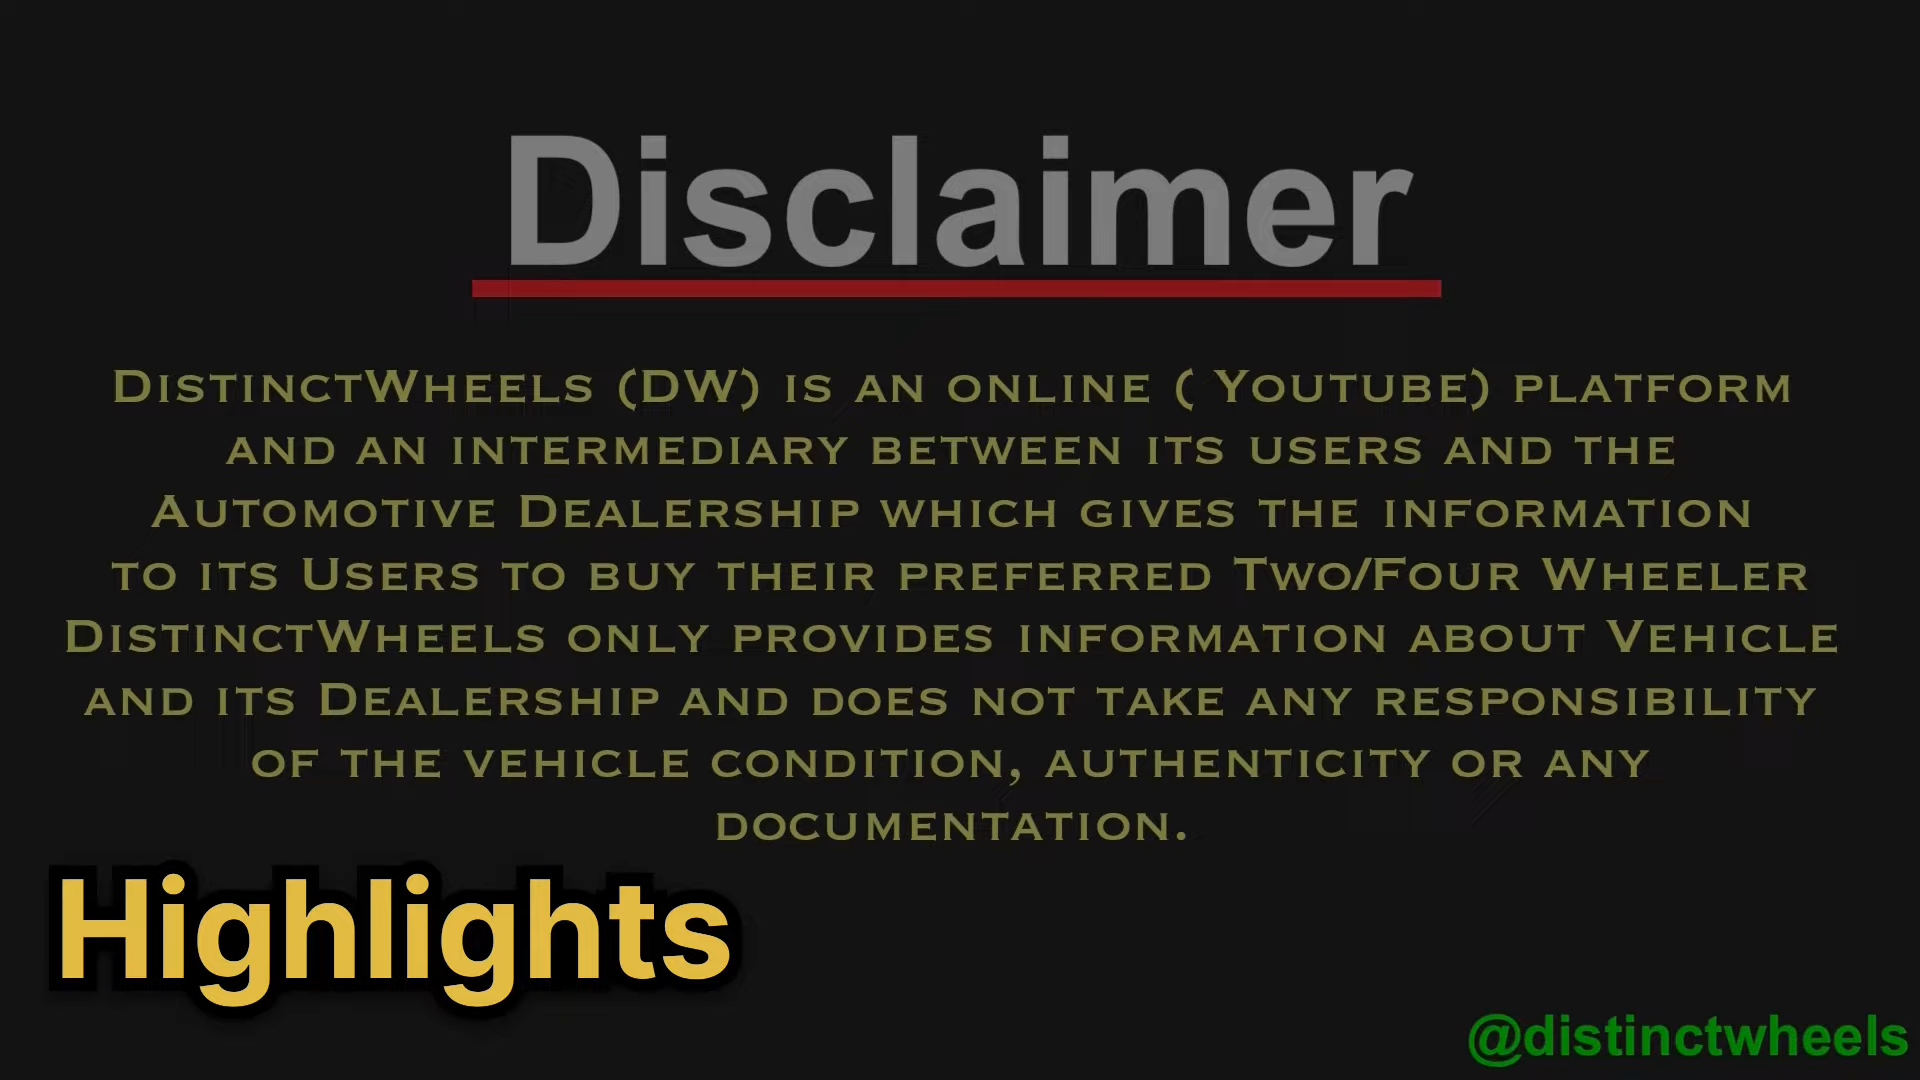 Disclaimer
DistinctWheels (DW) is an online ( Youtube) platform
and an intermediary between its users and the
Automotive Dealership which gives the information
to its Users to buy their preferred Two/Four Wheeler
DistinctWheels only provides information about Vehicle
and its Dealership and does not take any responsibility
of the vehicle condition, authenticity or any
documentation.
Highlights
@distinctwheels